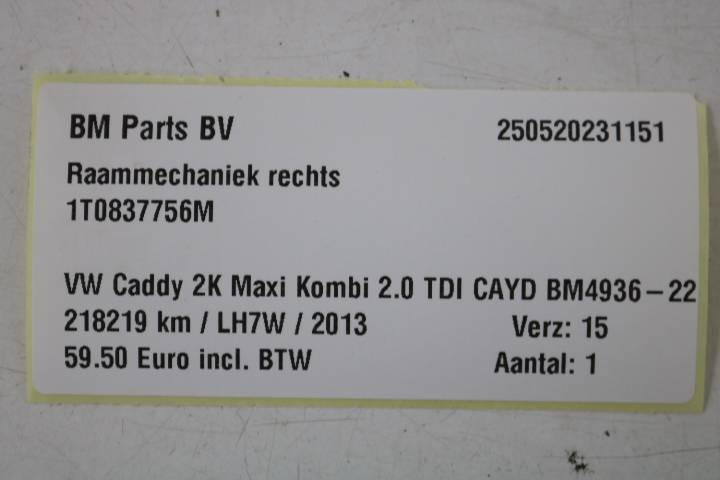 BM Parts BV 250520231151
Raammechaniek rechts
1T0837756M
VW Caddy 2K Maxi Kombi 2.0 TDI CAYD BM4936-22
218219 km / LH7W / 2013 Verz: 15
59.50 Euro incl. BTW Aantal: 1